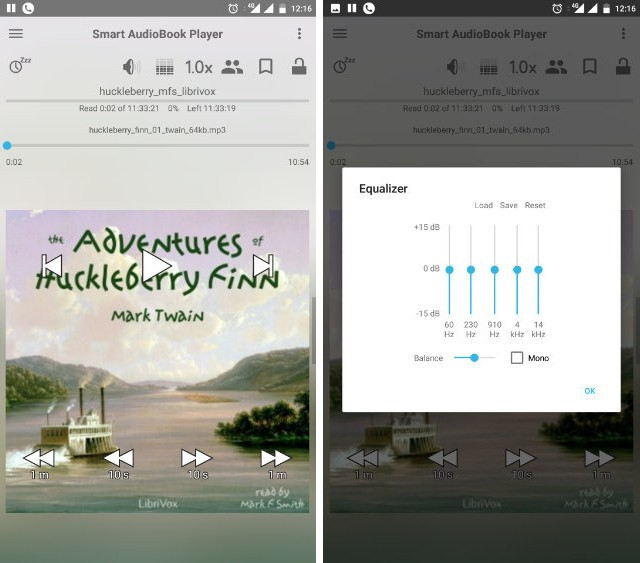 4G 12:16
Smart AudioBook Player
Zzz 1.0x
huckleberry_mfs_librivox
Read 0:02 of 11:33:21 0% Left 11:33:19
huckleberry_finn_01_twain_64kb.mp3
0:02 10:54
the Adventures of
Huckleberry Finn
Mark Twain
1 m 10 s 10 s 1 m
LibriVox
read by
Mark F. Smith
4G 12:16
Smart AudioBook Player
Zzz 1.0x
huckleberry_mfs_librivox
Read 0:02 of 11:33:21 0% Left 11:33:19
huckleberry_finn_01_twain_64kb.mp3
0:02 10:54
Equalizer
Load Save Reset
+15 dB
0 dB
-15 dB
60 230 910 4 14
Hz Hz Hz kHz kHz
Balance Mono
OK
1 m 10 s 10 s 1 m
LibriVox
read by
Mark F. Smith